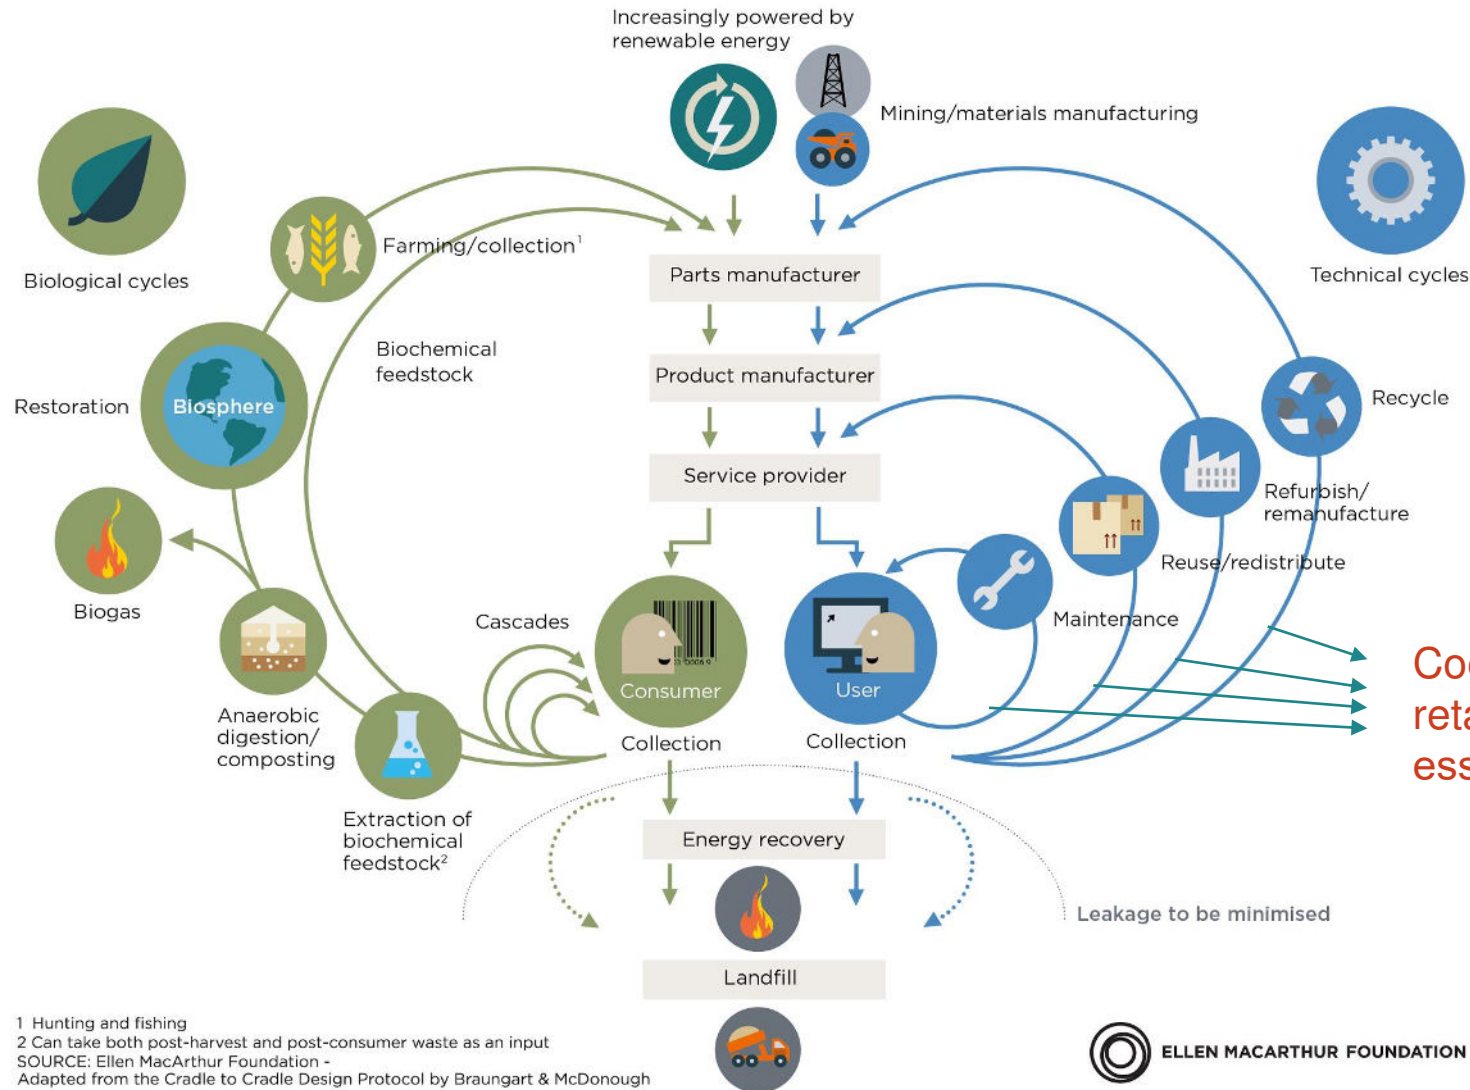 Increasingly powered by
renewable energy
Mining/materials manufacturing
Biological cycles
Technical cycles
Farming/collection¹
Parts manufacturer
Biochemical
feedstock
Product manufacturer
Restoration
Biosphere
Recycle
Service provider
Refurbish/
remanufacture
Reuse/redistribute
Biogas
Cascades
Maintenance
Consumer
User
Anaerobic
digestion/
composting
Collection
Collection
Extraction of
biochemical
feedstock²
Energy recovery
Leakage to be minimised
Landfill
1 Hunting and fishing
2 Can take both post-harvest and post-consumer waste as an input
SOURCE: Ellen MacArthur Foundation -
Adapted from the Cradle to Cradle Design Protocol by Braungart & McDonough
ELLEN MACARTHUR FOUNDATION